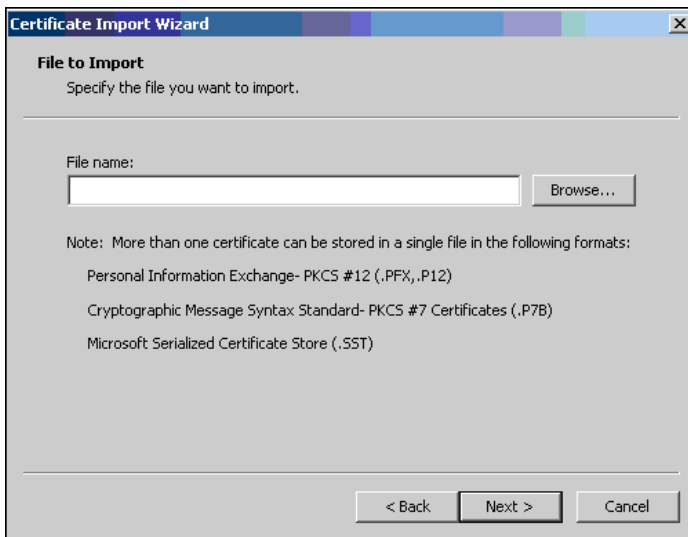 Certificate Import Wizard
File to Import
Specify the file you want to import.
File name:
Browse...
Note:  More than one certificate can be stored in a single file in the following formats:
Personal Information Exchange- PKCS #12 (.PFX,.P12)
Cryptographic Message Syntax Standard- PKCS #7 Certificates (.P7B)
Microsoft Serialized Certificate Store (.SST)
< Back Next > Cancel